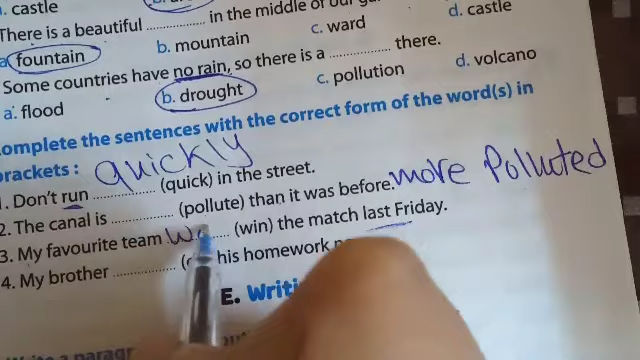 . castle
There is a beautiful .............. in the middle of our
a fountain b. mountain c. ward d. castle
Some countries have no rain, so there is a .............. there.
a. flood b. drought c. pollution d. volcano
omplete the sentences with the correct form of the word(s) in
brackets : quickly
1. Don't run .............. (quick) in the street.
2. The canal is .............. (pollute) than it was before. more Polluted
3. My favourite team (win) the match last Friday.
4. My brother .............. his homework
E.